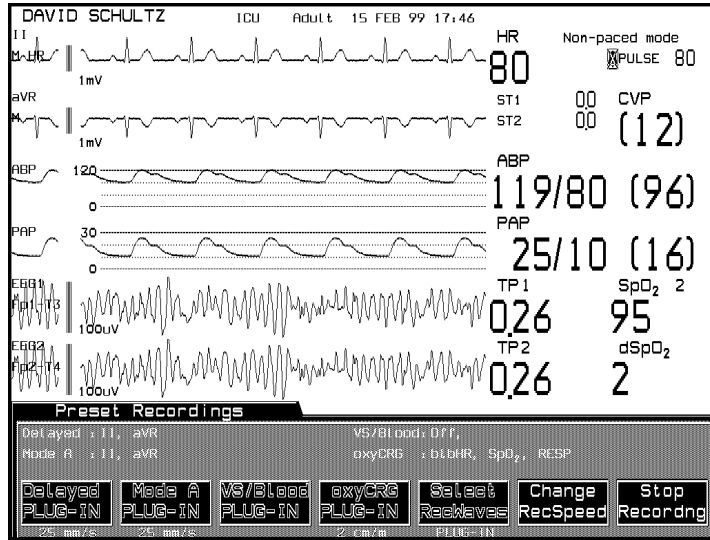 DAVID SCHULTZ ICU Adult 15 FEB 99 17:46
II
M HR
1mV
HR
80
Non-paced mode
PULSE 80
aVR
M
1mV
ST1 0.0
ST2 0.0
CVP
(12)
ABP
120
0
ABP
119/80 (96)
PAP
30
0
PAP
25/10 (16)
EEG1
Fp1-T3
100uV
TP1
0.26
SpO₂ 2
95
EEG2
Fp2-T4
100uV
TP2
0.26
dSpO₂
2
Preset Recordings
Delayed : II, aVR VS/Blood: Off,
Mode A : II, aVR oxyCRG : btbHR, SpO₂, RESP
Delayed PLUG-IN
25 mm/s
Mode A PLUG-IN
25 mm/s
VS/Blood PLUG-IN
oxyCRG PLUG-IN
2 cm/m
Select RecWaves
PLUG-IN
Change RecSpeed
Stop Recordng